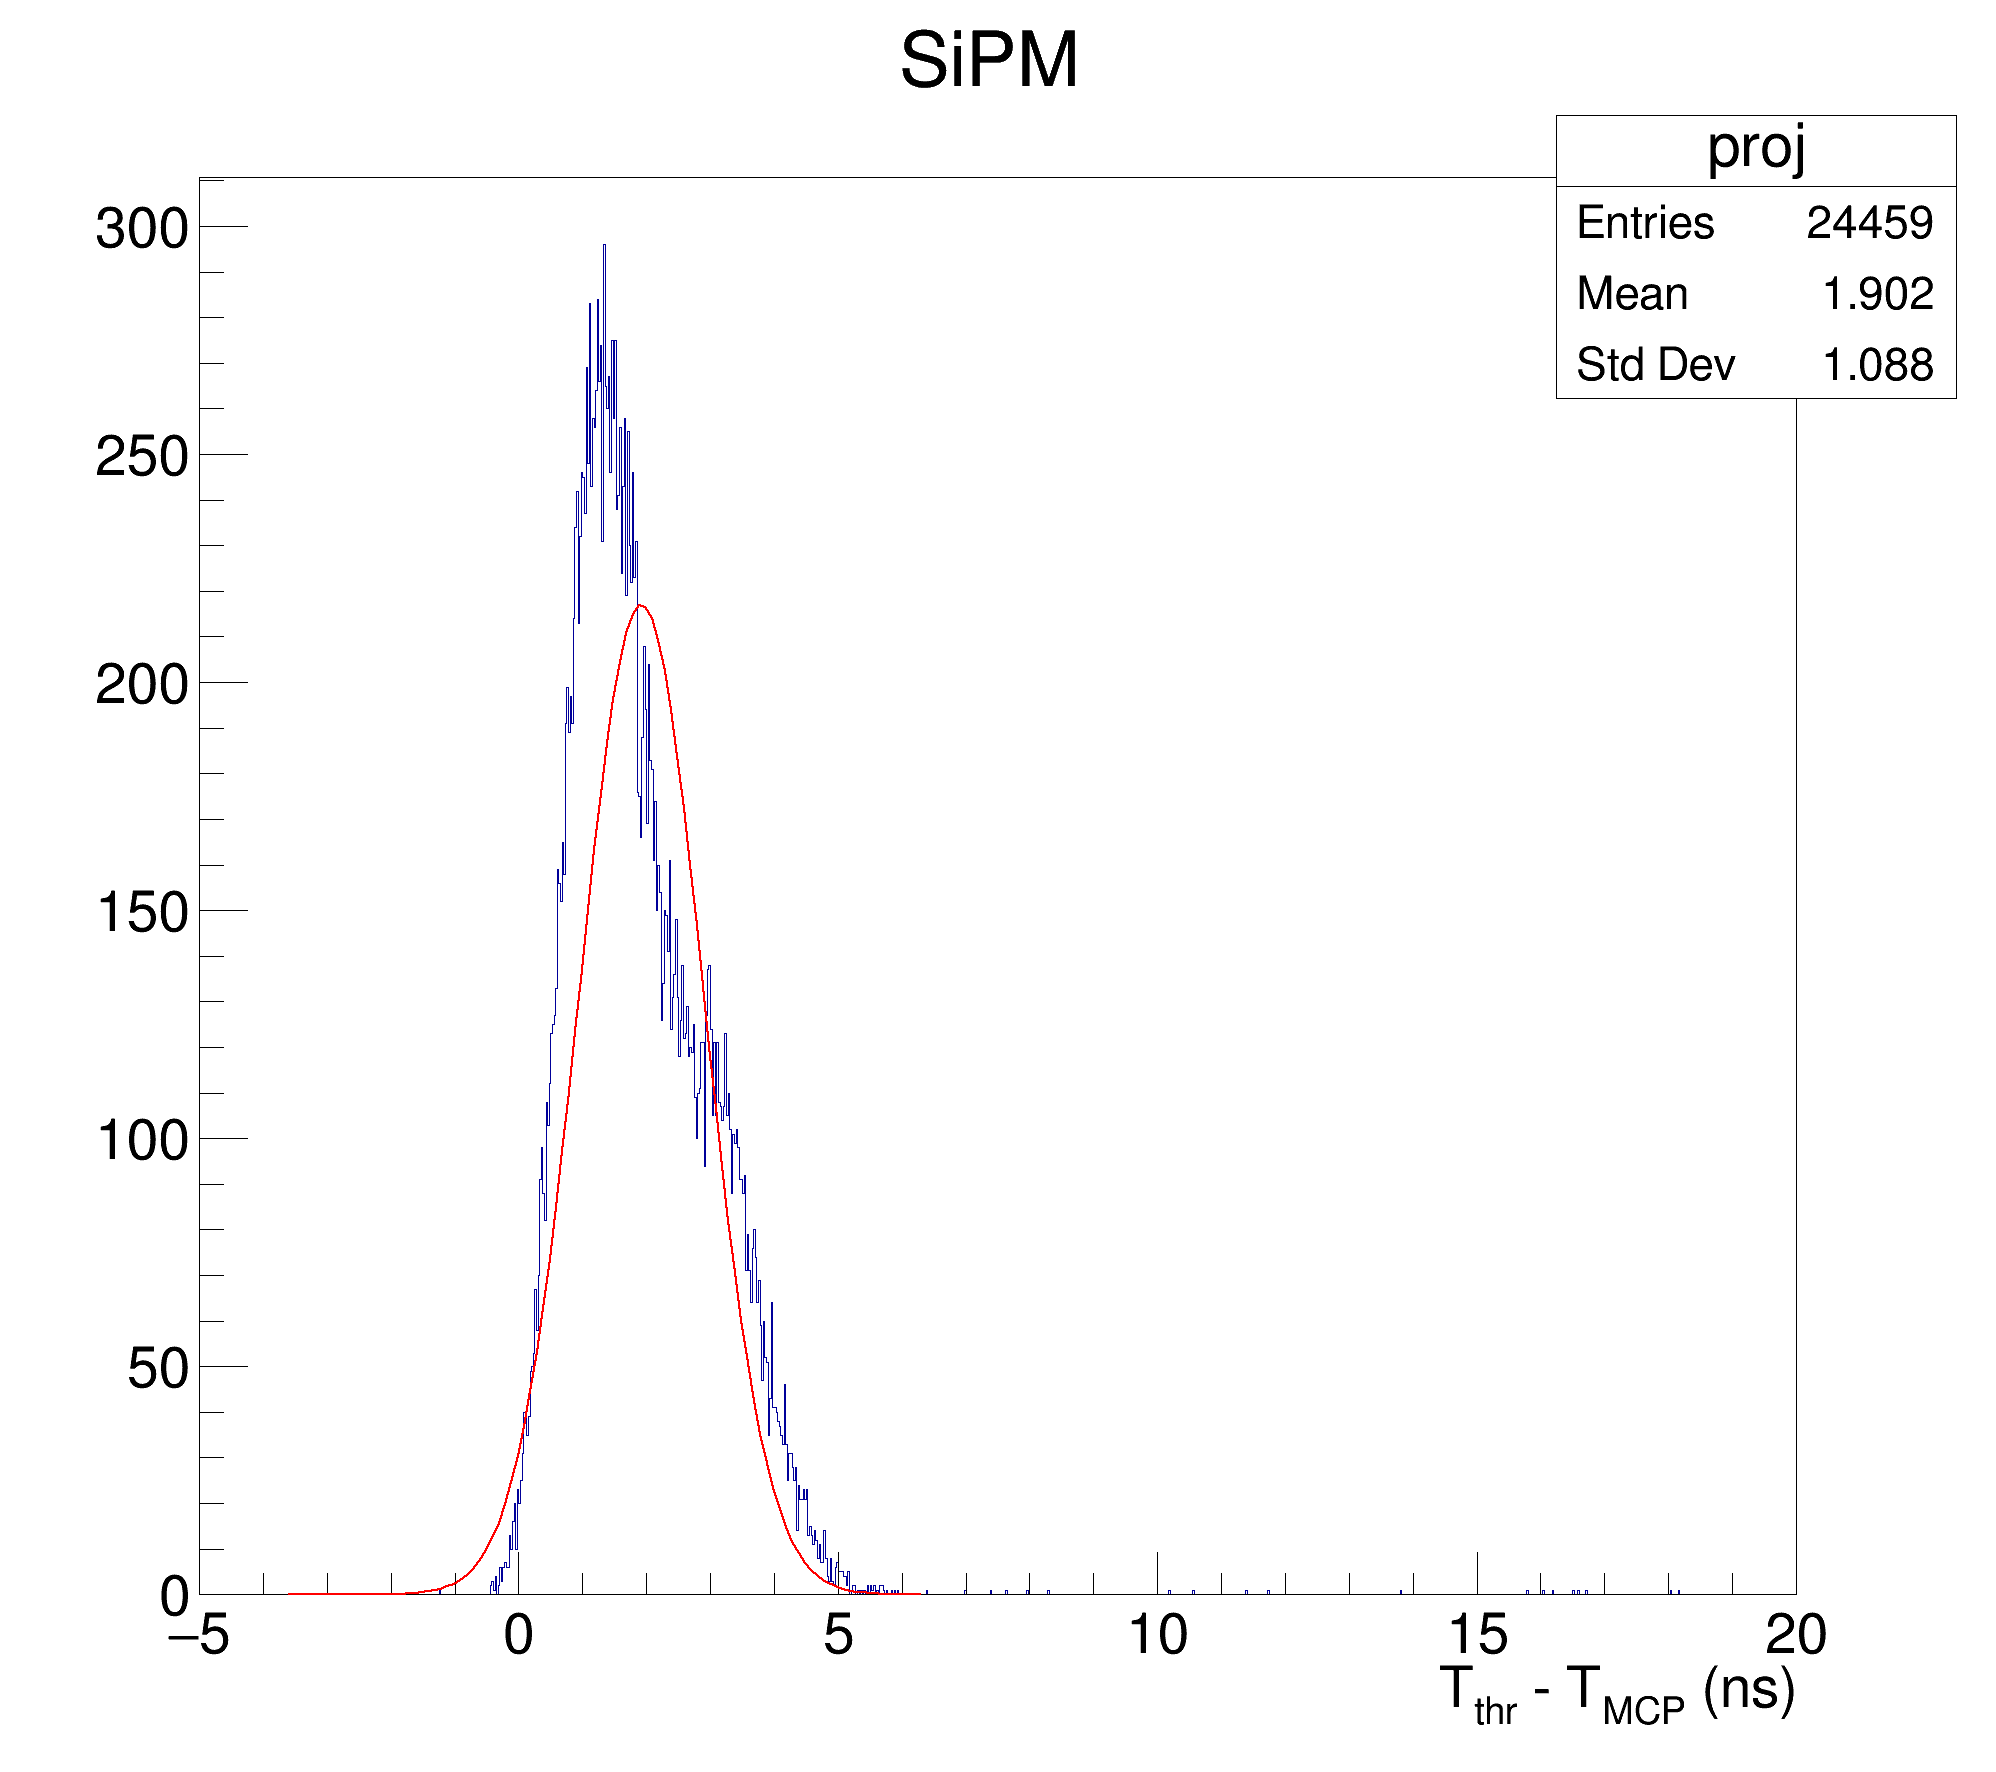 SiPM
proj
Entries 24459
Mean 1.902
Std Dev 1.088
300
250
200
150
100
50
0
−5 0 5 10 15 20
T_thr - T_MCP (ns)